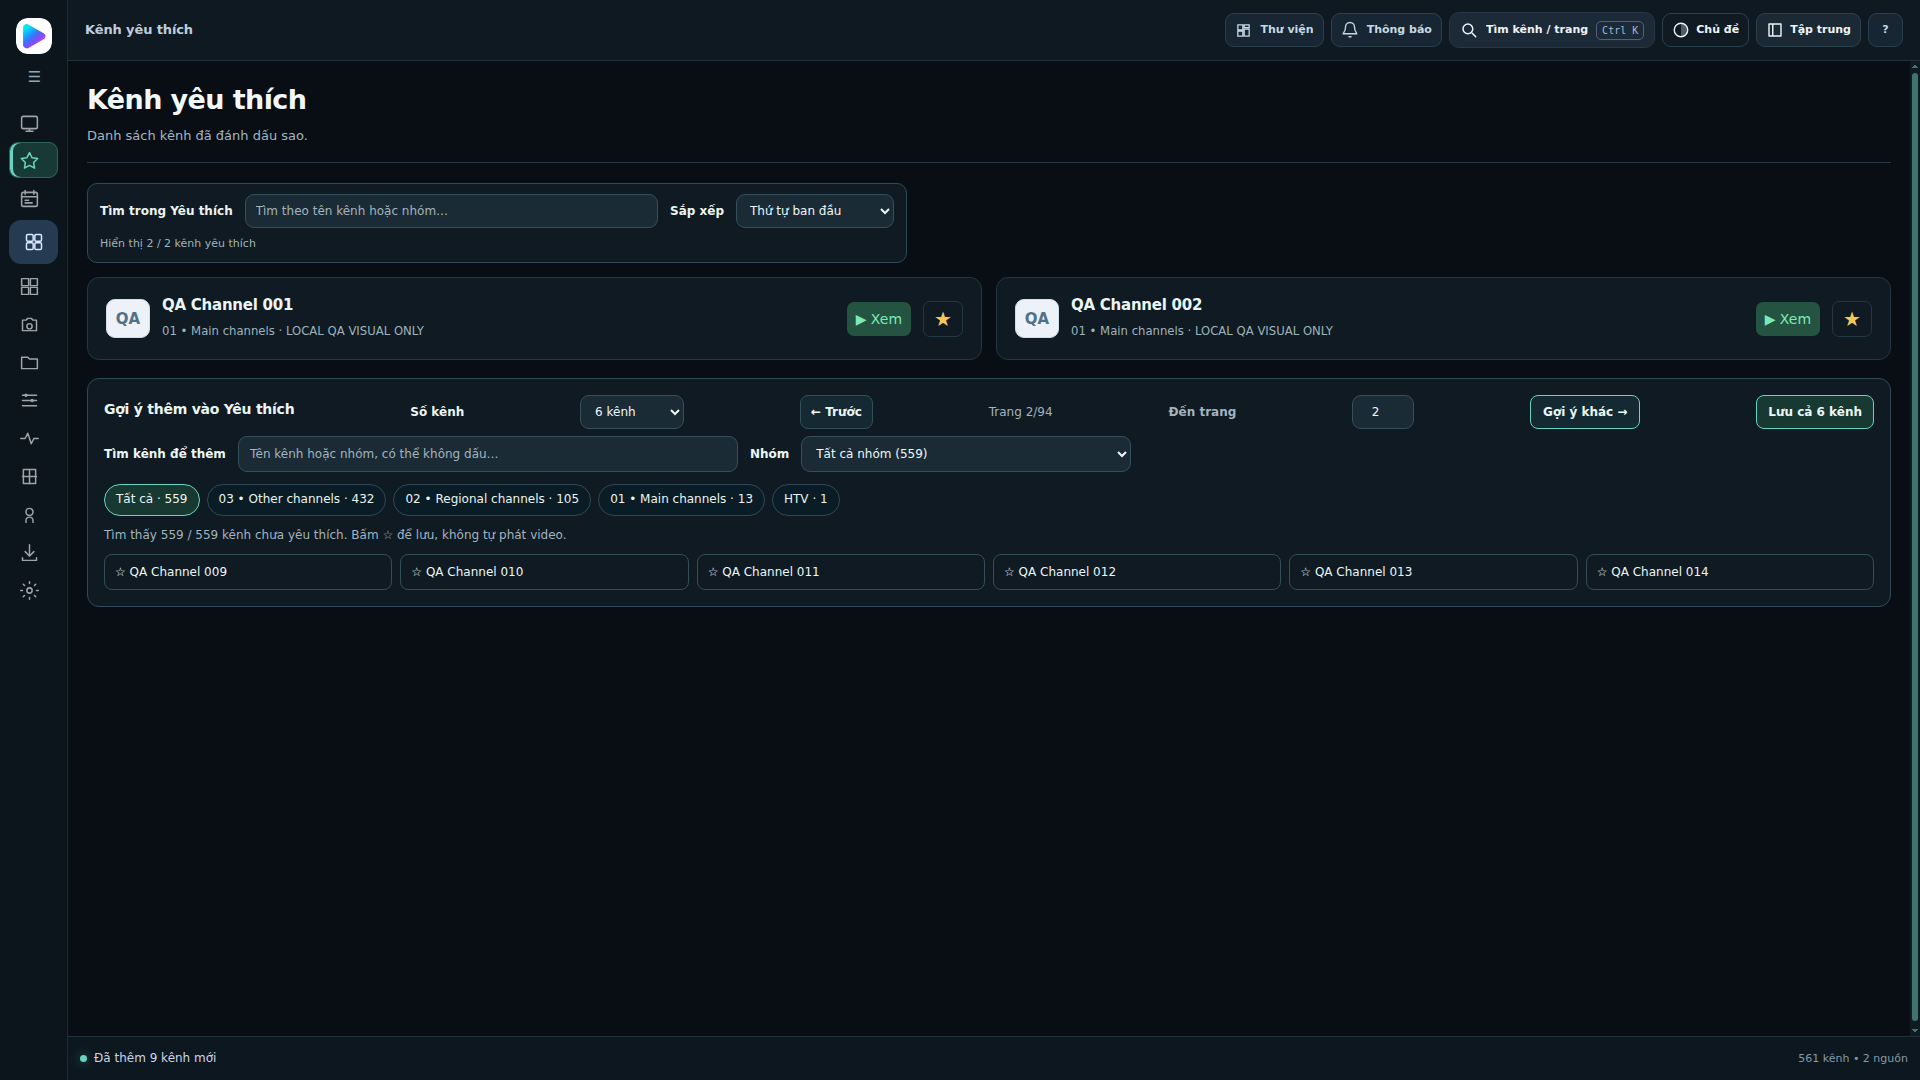 Kênh yêu thích
Thư viện
Thông báo
Tìm kênh / trang Ctrl K
Chủ đề
Tập trung
?
Kênh yêu thích
Danh sách kênh đã đánh dấu sao.
Tìm trong Yêu thích
Tìm theo tên kênh hoặc nhóm...
Sắp xếp
Thứ tự ban đầu
Hiển thị 2 / 2 kênh yêu thích
QA
QA Channel 001
01 • Main channels · LOCAL QA VISUAL ONLY
▶ Xem
★
QA
QA Channel 002
01 • Main channels · LOCAL QA VISUAL ONLY
▶ Xem
★
Gợi ý thêm vào Yêu thích
Số kênh
6 kênh
← Trước
Trang 2/94
Đến trang
2
Gợi ý khác →
Lưu cả 6 kênh
Tìm kênh để thêm
Tên kênh hoặc nhóm, có thể không dấu...
Nhóm
Tất cả nhóm (559)
Tất cả · 559
03 • Other channels · 432
02 • Regional channels · 105
01 • Main channels · 13
HTV · 1
Tìm thấy 559 / 559 kênh chưa yêu thích. Bấm ☆ để lưu, không tự phát video.
☆ QA Channel 009
☆ QA Channel 010
☆ QA Channel 011
☆ QA Channel 012
☆ QA Channel 013
☆ QA Channel 014
Đã thêm 9 kênh mới
561 kênh • 2 nguồn